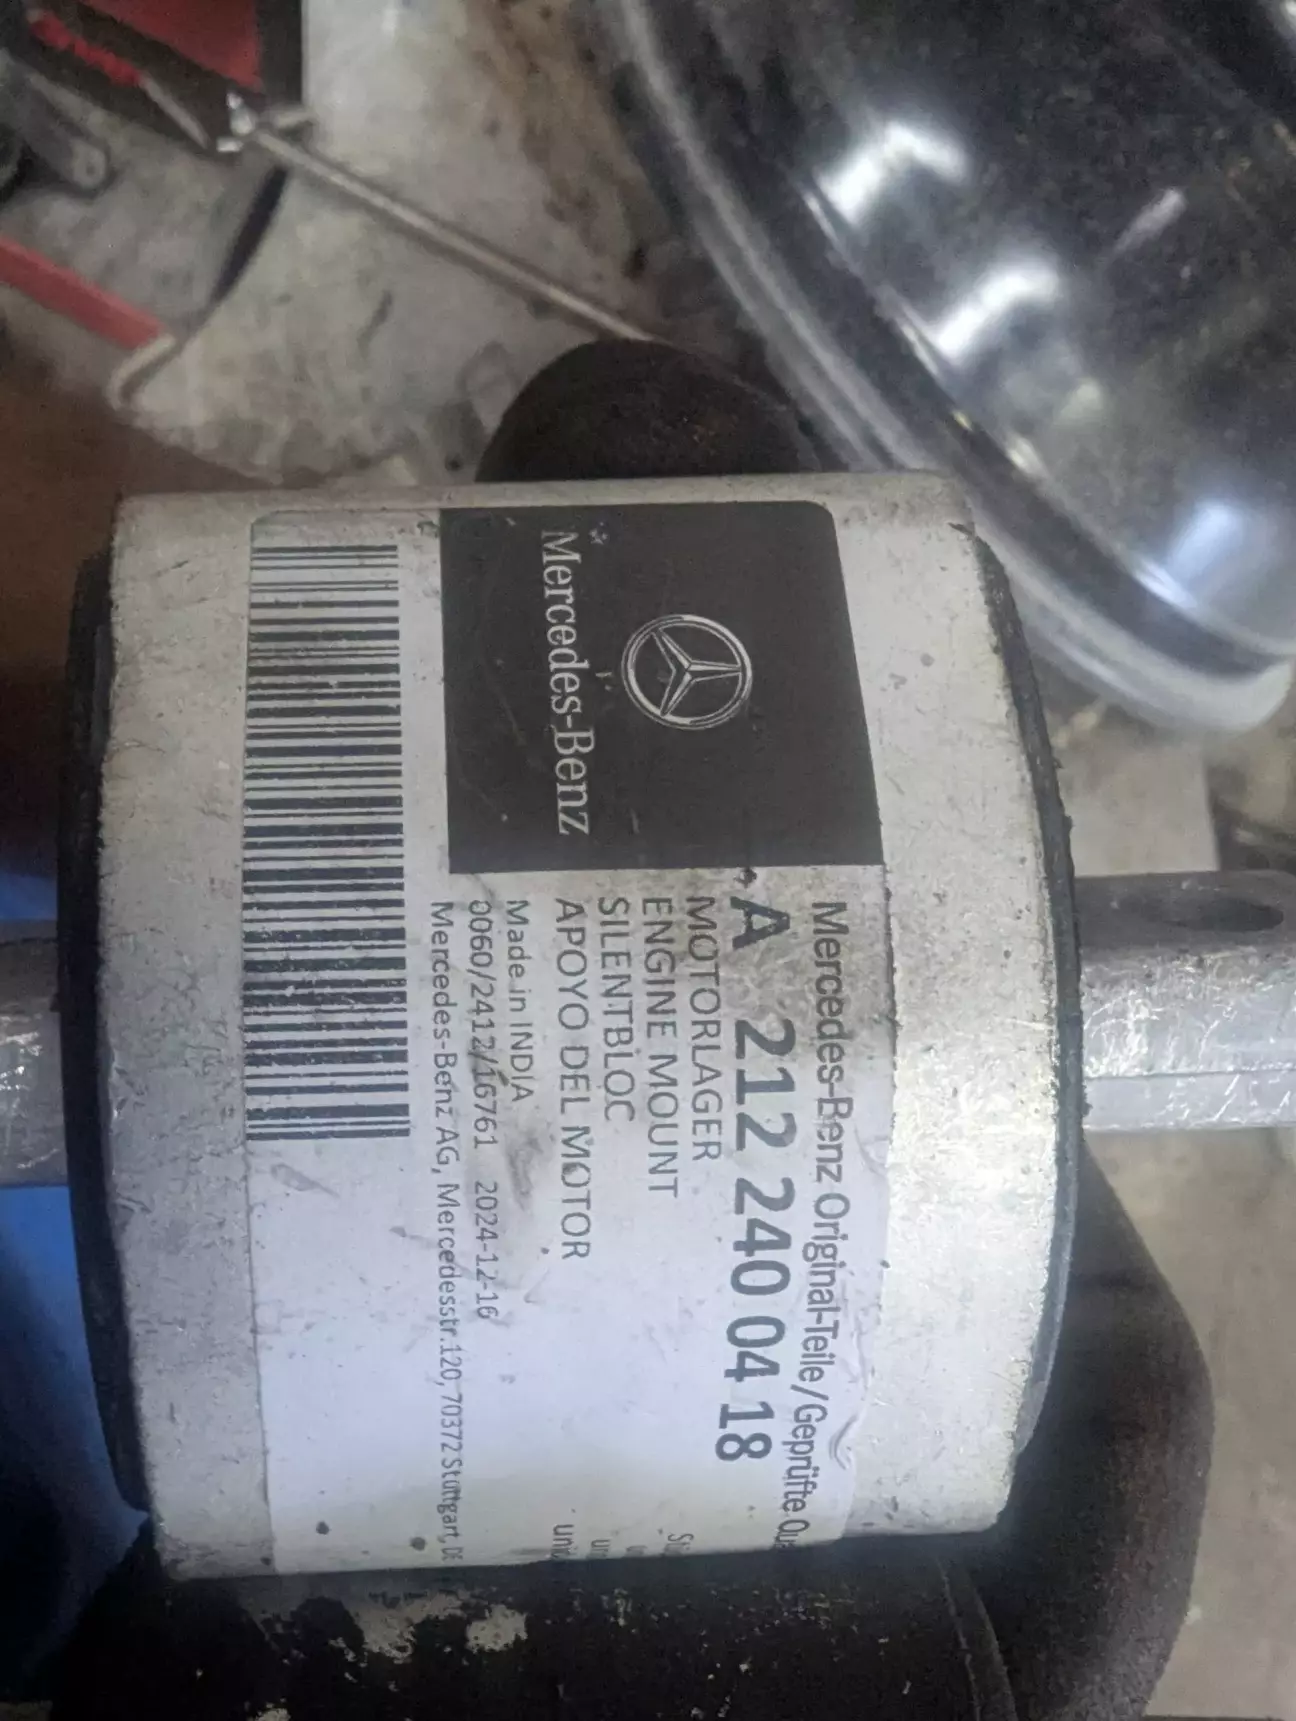 Mercedes-Benz
Mercedes-Benz Original-Teile/Geprüfte
A 212 240 04 18
MOTORLAGER
ENGINE MOUNT
SILENTBLOC
APOYO DEL MOTOR
Made in INDIA
0060/2412/16761 2024-12-16
Mercedes-Benz AG, Mercedesstr.120, 70372 Stuttgart, DE